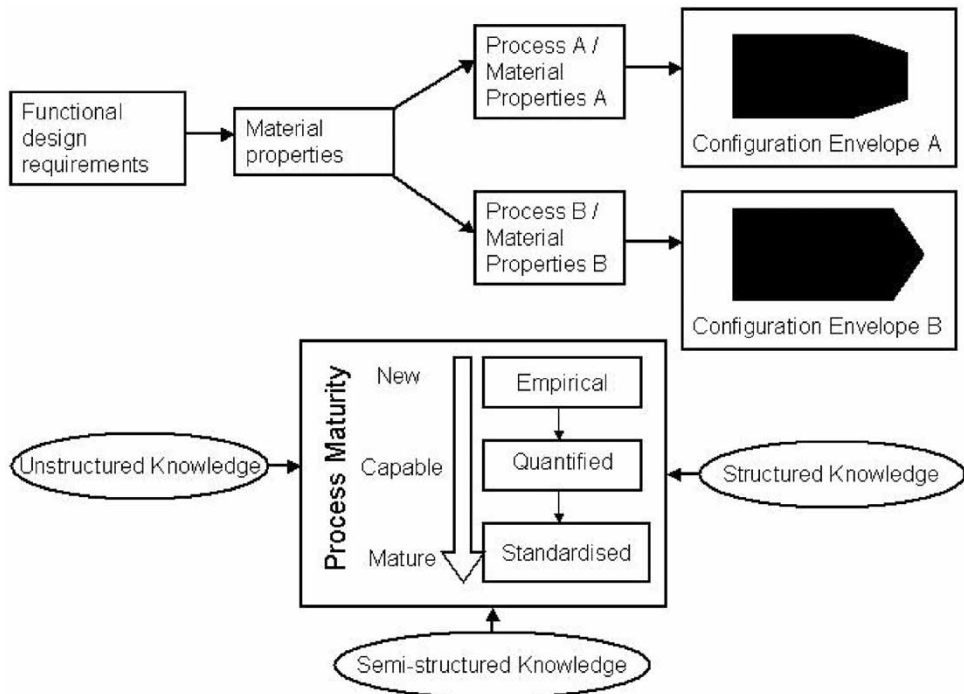 Functional
design
requirements
Material
properties
Process A /
Material
Properties A
Configuration Envelope A
Process B /
Material
Properties B
Configuration Envelope B
Process Maturity
New
Empirical
Unstructured Knowledge
Capable
Quantified
Structured Knowledge
Mature
Standardised
Semi-structured Knowledge